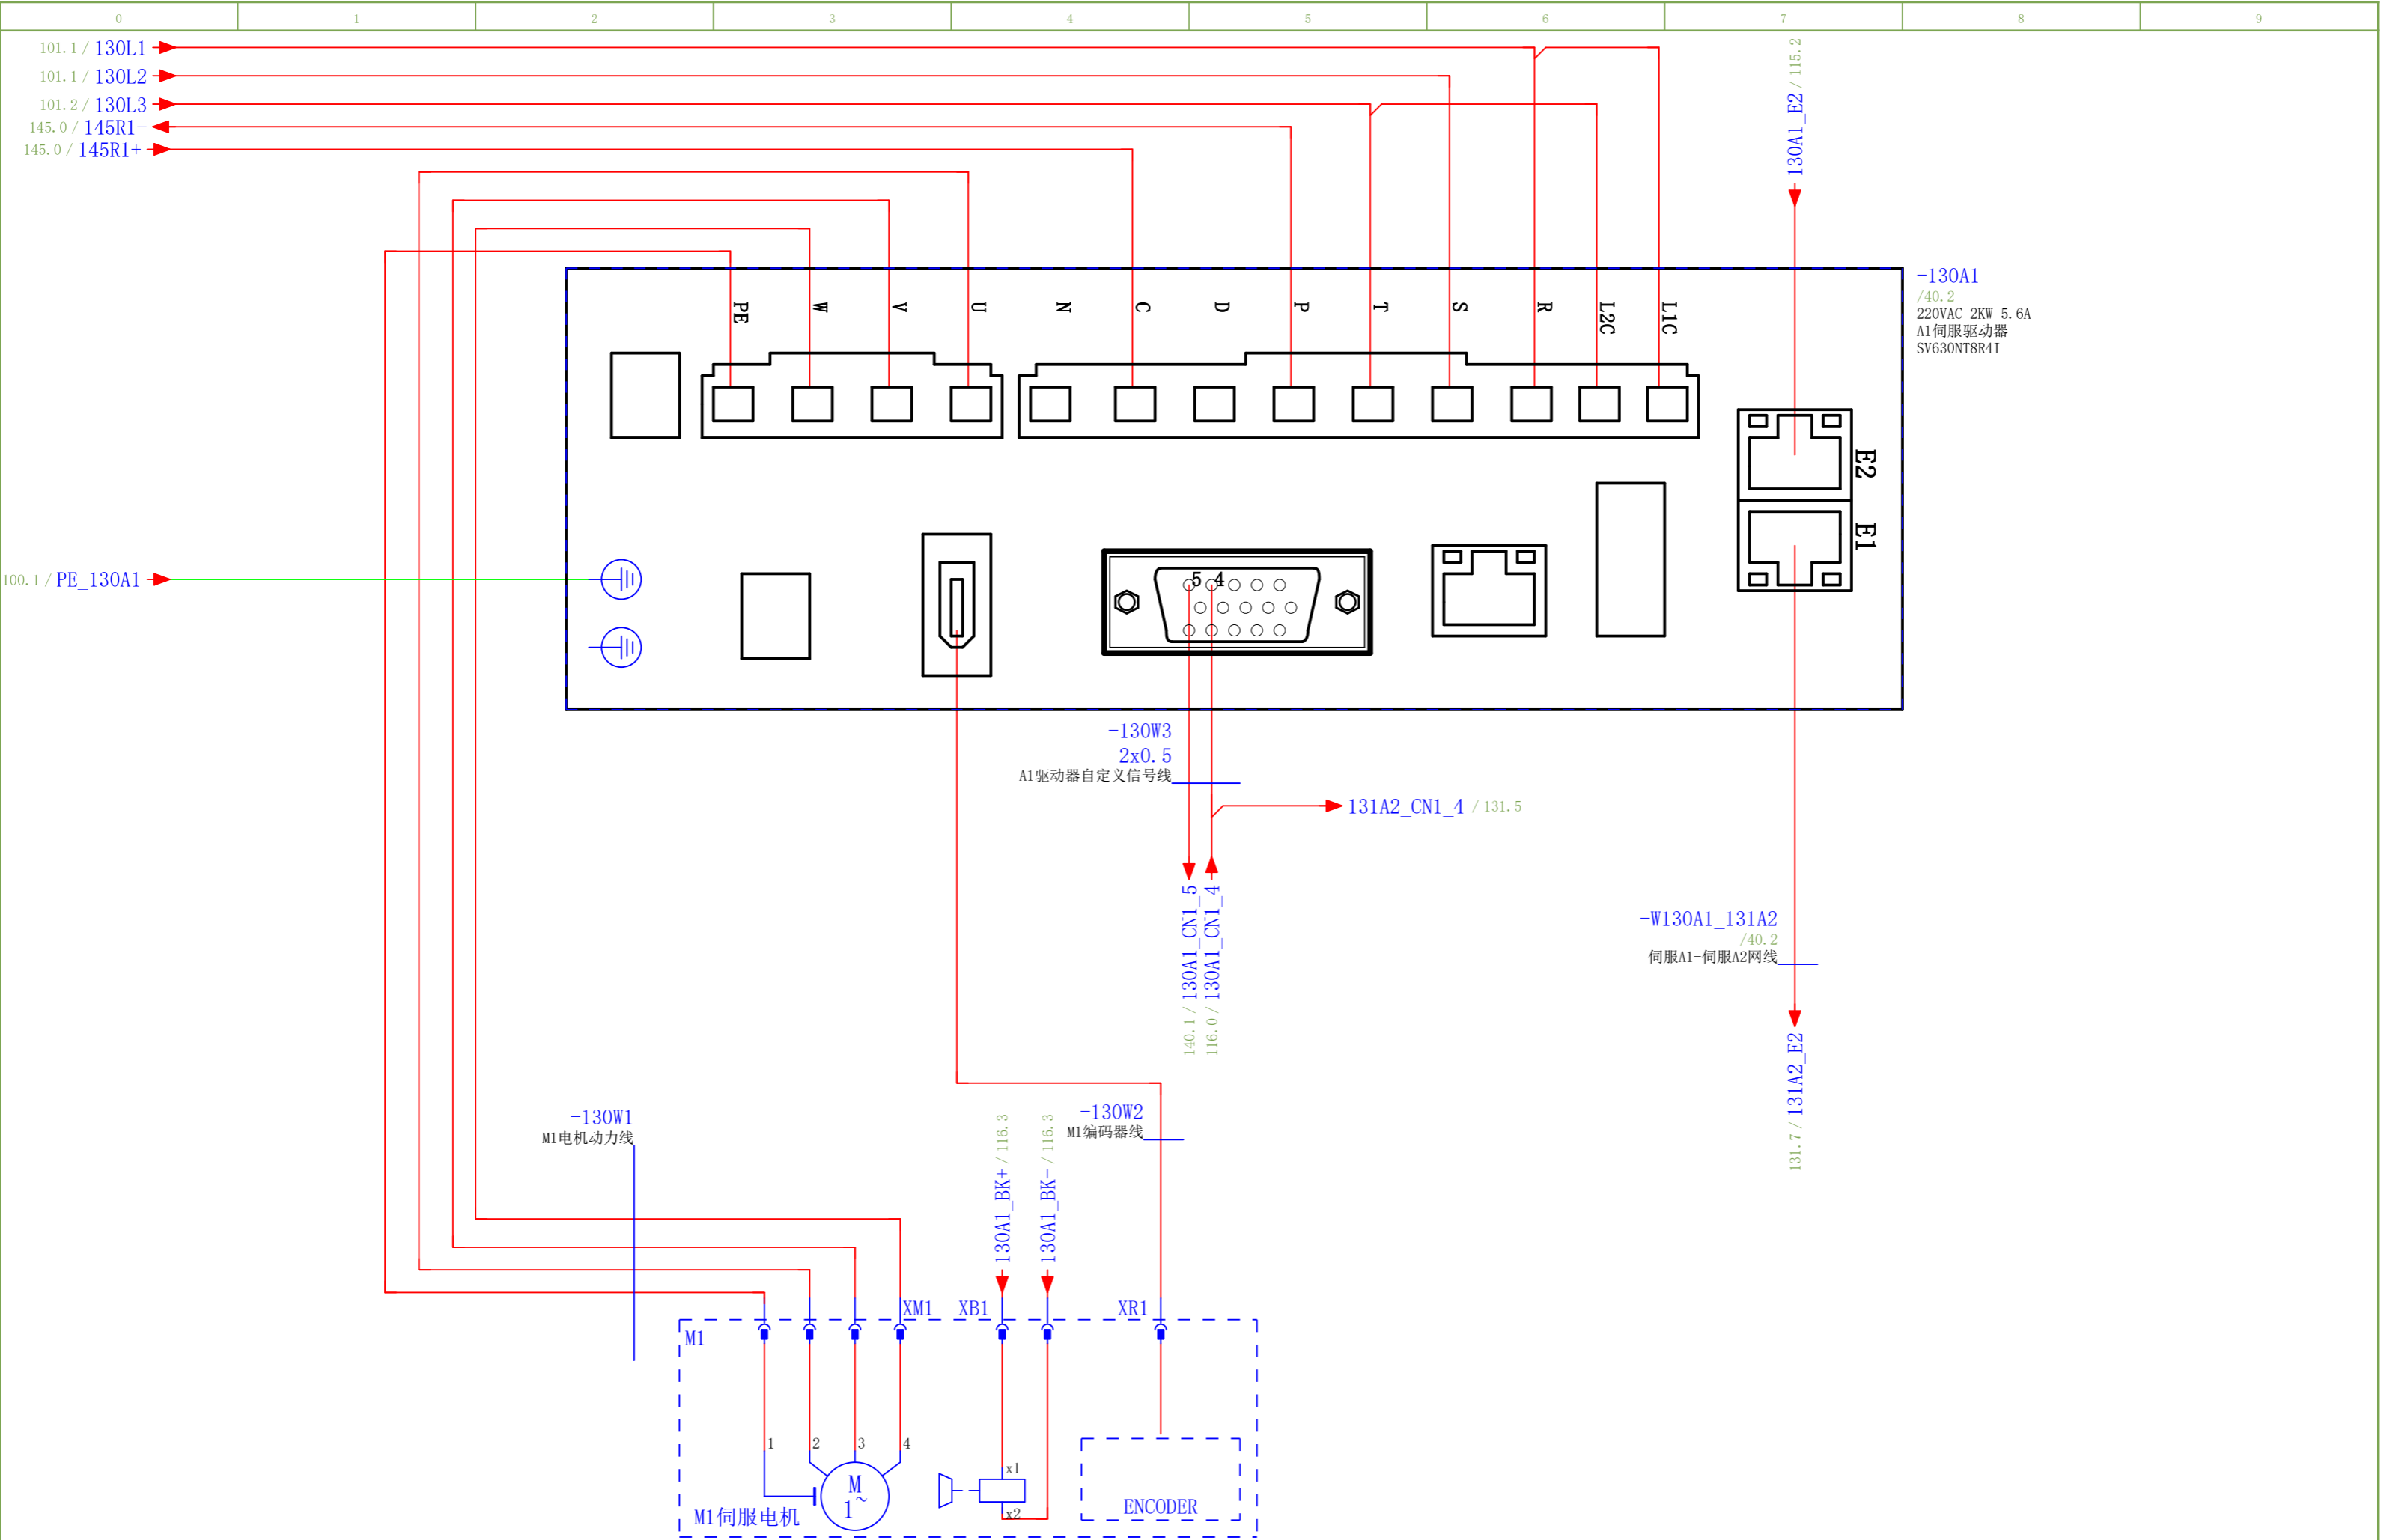 0 1 2 3 4 5 6 7 8 9
101.1 / 130L1
101.1 / 130L2
101.2 / 130L3
145.0 / 145R1-
145.0 / 145R1+
130A1_E2 / 115.2
-130A1
/40.2
220VAC 2KW 5.6A
A1伺服驱动器
SV630NT8R4I
PE W V U N C D P T S R L2C L1C
E2
E1
100.1 / PE_130A1
5 4
-130W3
2x0.5
A1驱动器自定义信号线
131A2_CN1_4 / 131.5
140.1 / 130A1_CN1_5
116.0 / 130A1_CN1_4
-W130A1_131A2
/40.2
伺服A1-伺服A2网线
131.7 / 131A2_E2
-130W1
M1电机动力线
130A1_BK+ / 116.3
130A1_BK- / 116.3
-130W2
M1编码器线
XM1 XB1 XR1
M1
1 2 3 4
M
1~
M1伺服电机
x1
x2
ENCODER